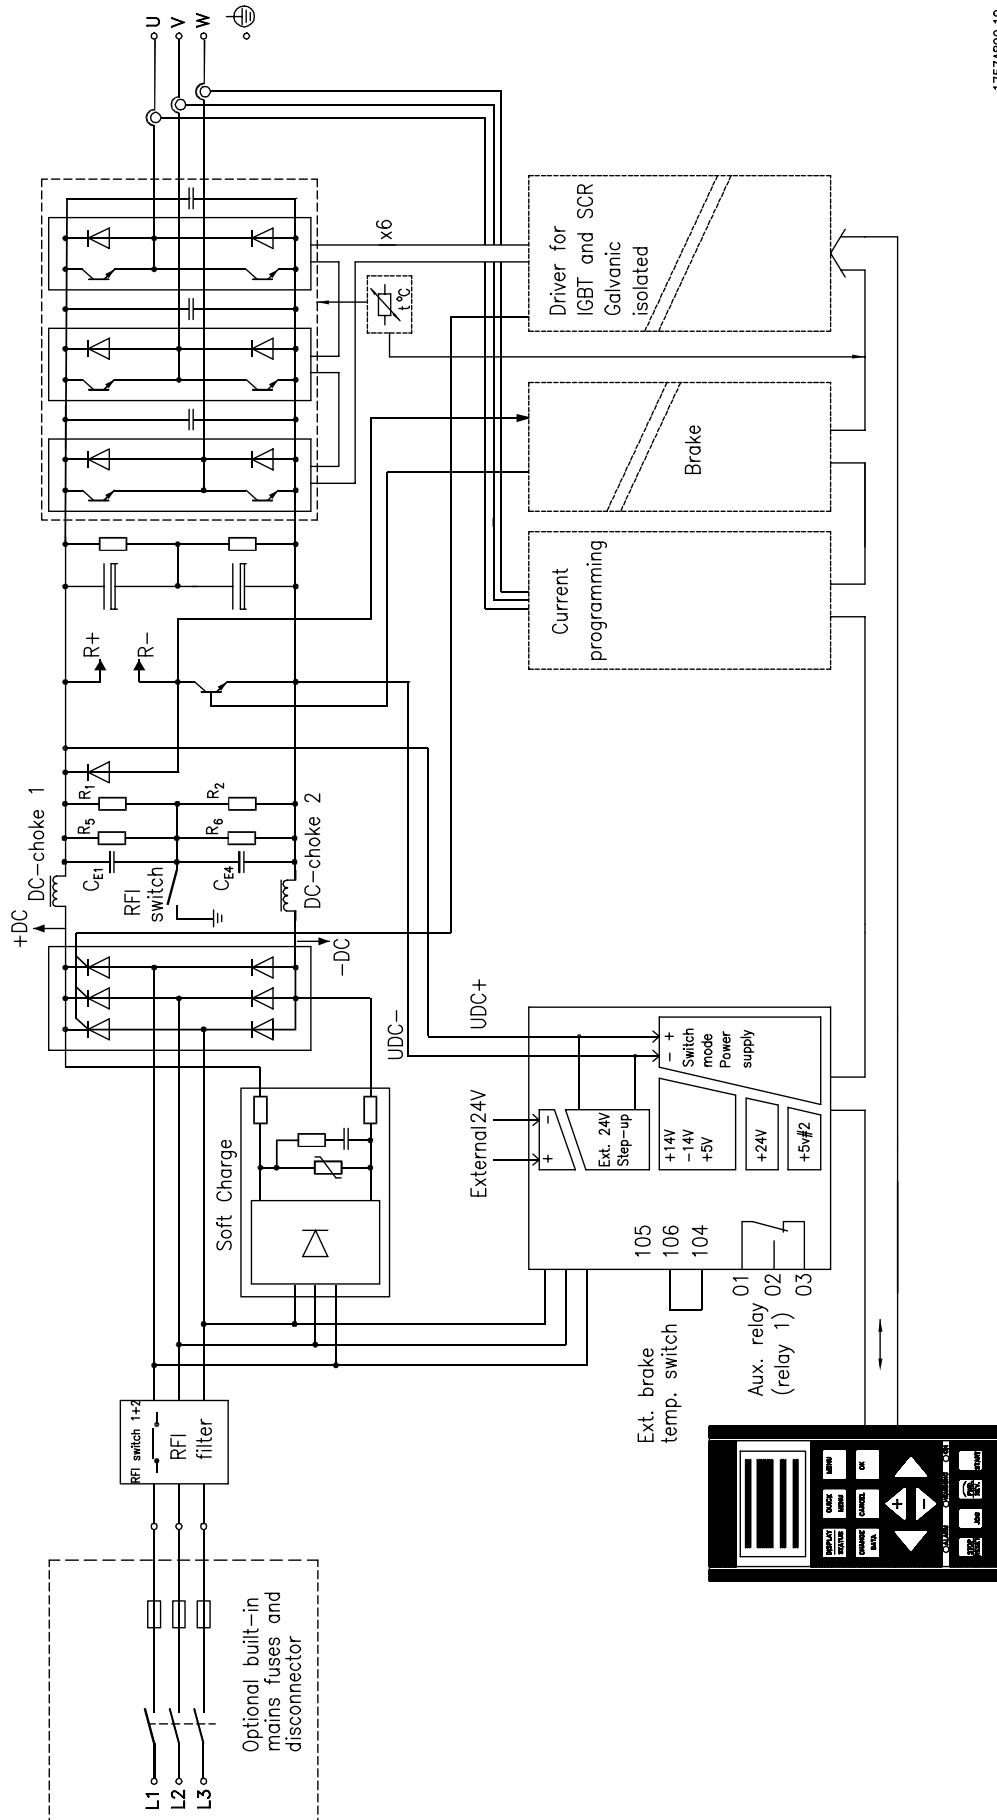 L1
L2
L3
Optional built-in
mains fuses and
disconnector
RFI switch 1+2
RFI
filter
Soft Charge
+DC
-DC
DC-choke 1
DC-choke 2
RFI
switch
CE1
CE4
R5
R6
R1
R2
R+
R-
x6
t°C
U
V
W
UDC-
UDC+
External24V
+
-
Ext. 24V
Step-up
- +
Switch
mode Power
supply
+14V
-14V
+5V
+24V
+5v#2
105
106
104
01
02
03
Ext. brake
temp. switch
Aux. relay
(relay 1)
Current
programming
Brake
Driver for
IGBT and SCR
Galvanic
isolated
DISPLAY
STATUS
QUICK
MENU
MENU
CHANGE
DATA
CANCEL
OK
+
-
JOG
START